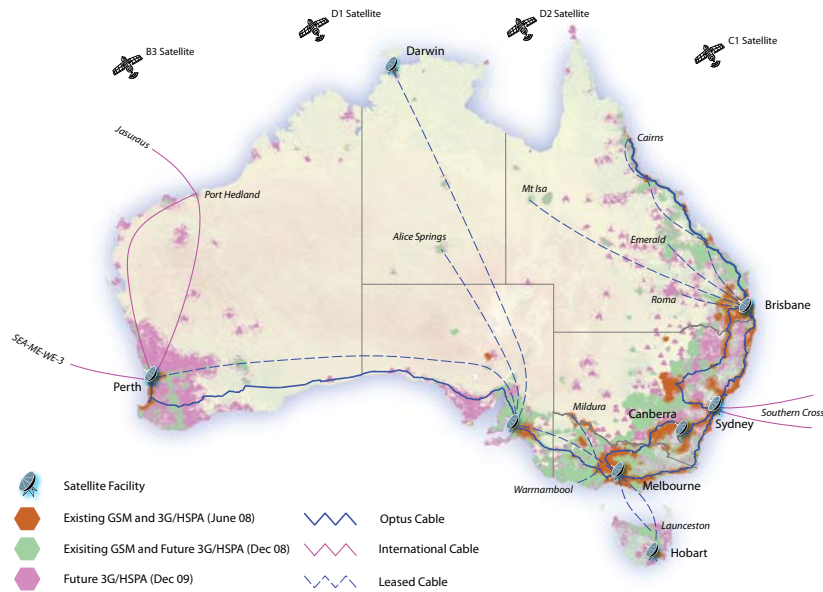 D1 Satellite
D2 Satellite
B3 Satellite
C1 Satellite
Darwin
Jasuraus
Cairns
Port Hedland
Mt Isa
Alice Springs
Emerald
Roma
Brisbane
SEA-ME-WE-3
Perth
Mildura
Canberra
Southern Cross
Sydney
Melbourne
Warrnambool
Launceston
Hobart
Satellite Facility
Existing GSM and 3G/HSPA (June 08)
Exisiting GSM and Future 3G/HSPA (Dec 08)
Future 3G/HSPA (Dec 09)
Optus Cable
International Cable
Leased Cable